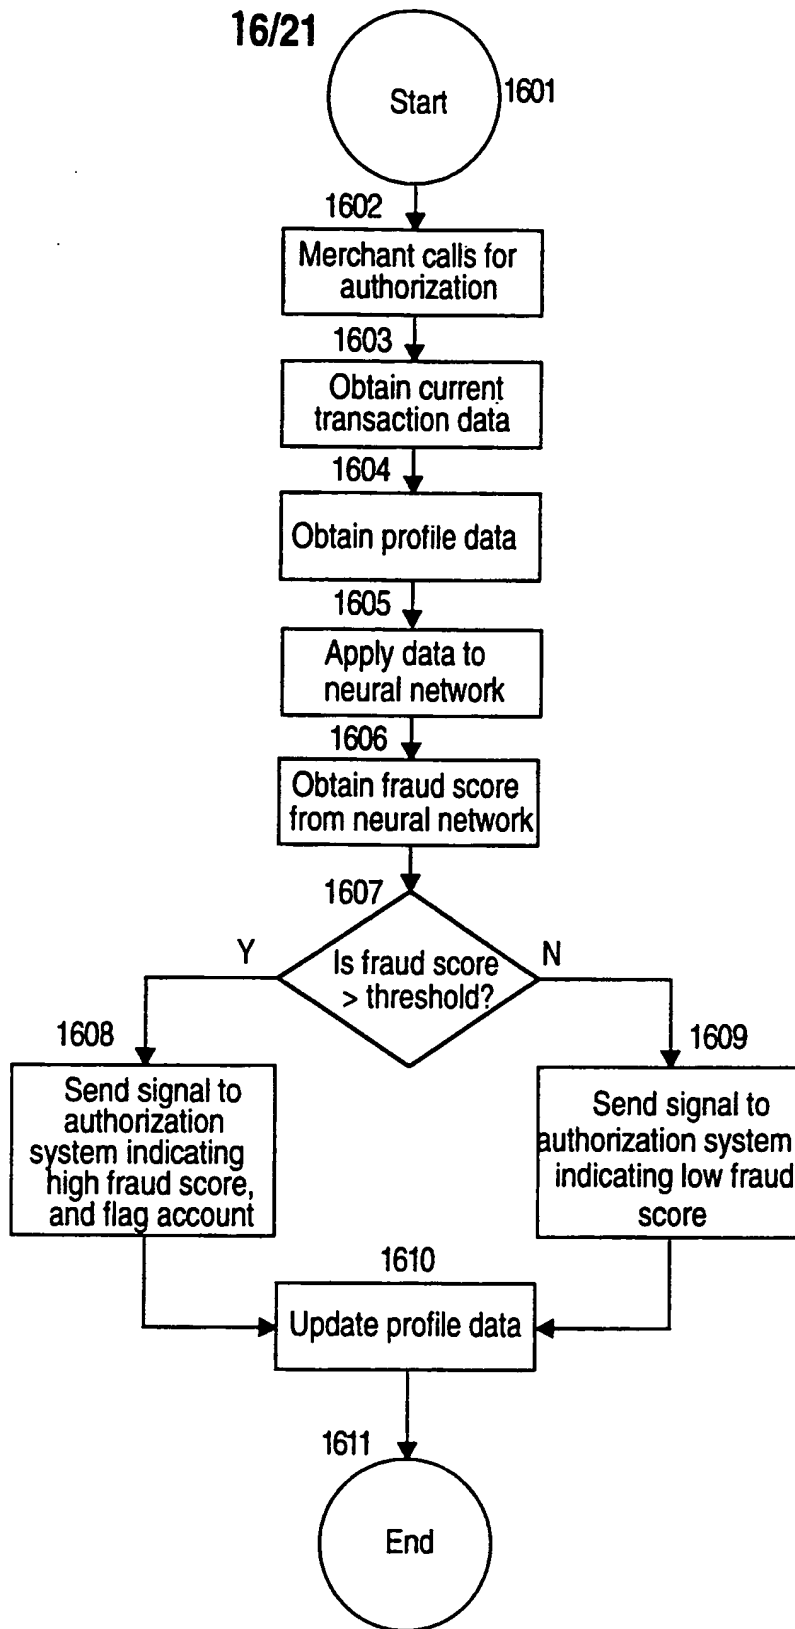 16/21
Start
1601
1602
Merchant calls for
authorization
1603
Obtain current
transaction data
1604
Obtain profile data
1605
Apply data to
neural network
1606
Obtain fraud score
from neural network
1607
Y
N
Is fraud score
> threshold?
1608
1609
Send signal to
authorization
system indicating
high fraud score,
and flag account
Send signal to
authorization system
indicating low fraud
score
1610
Update profile data
1611
End